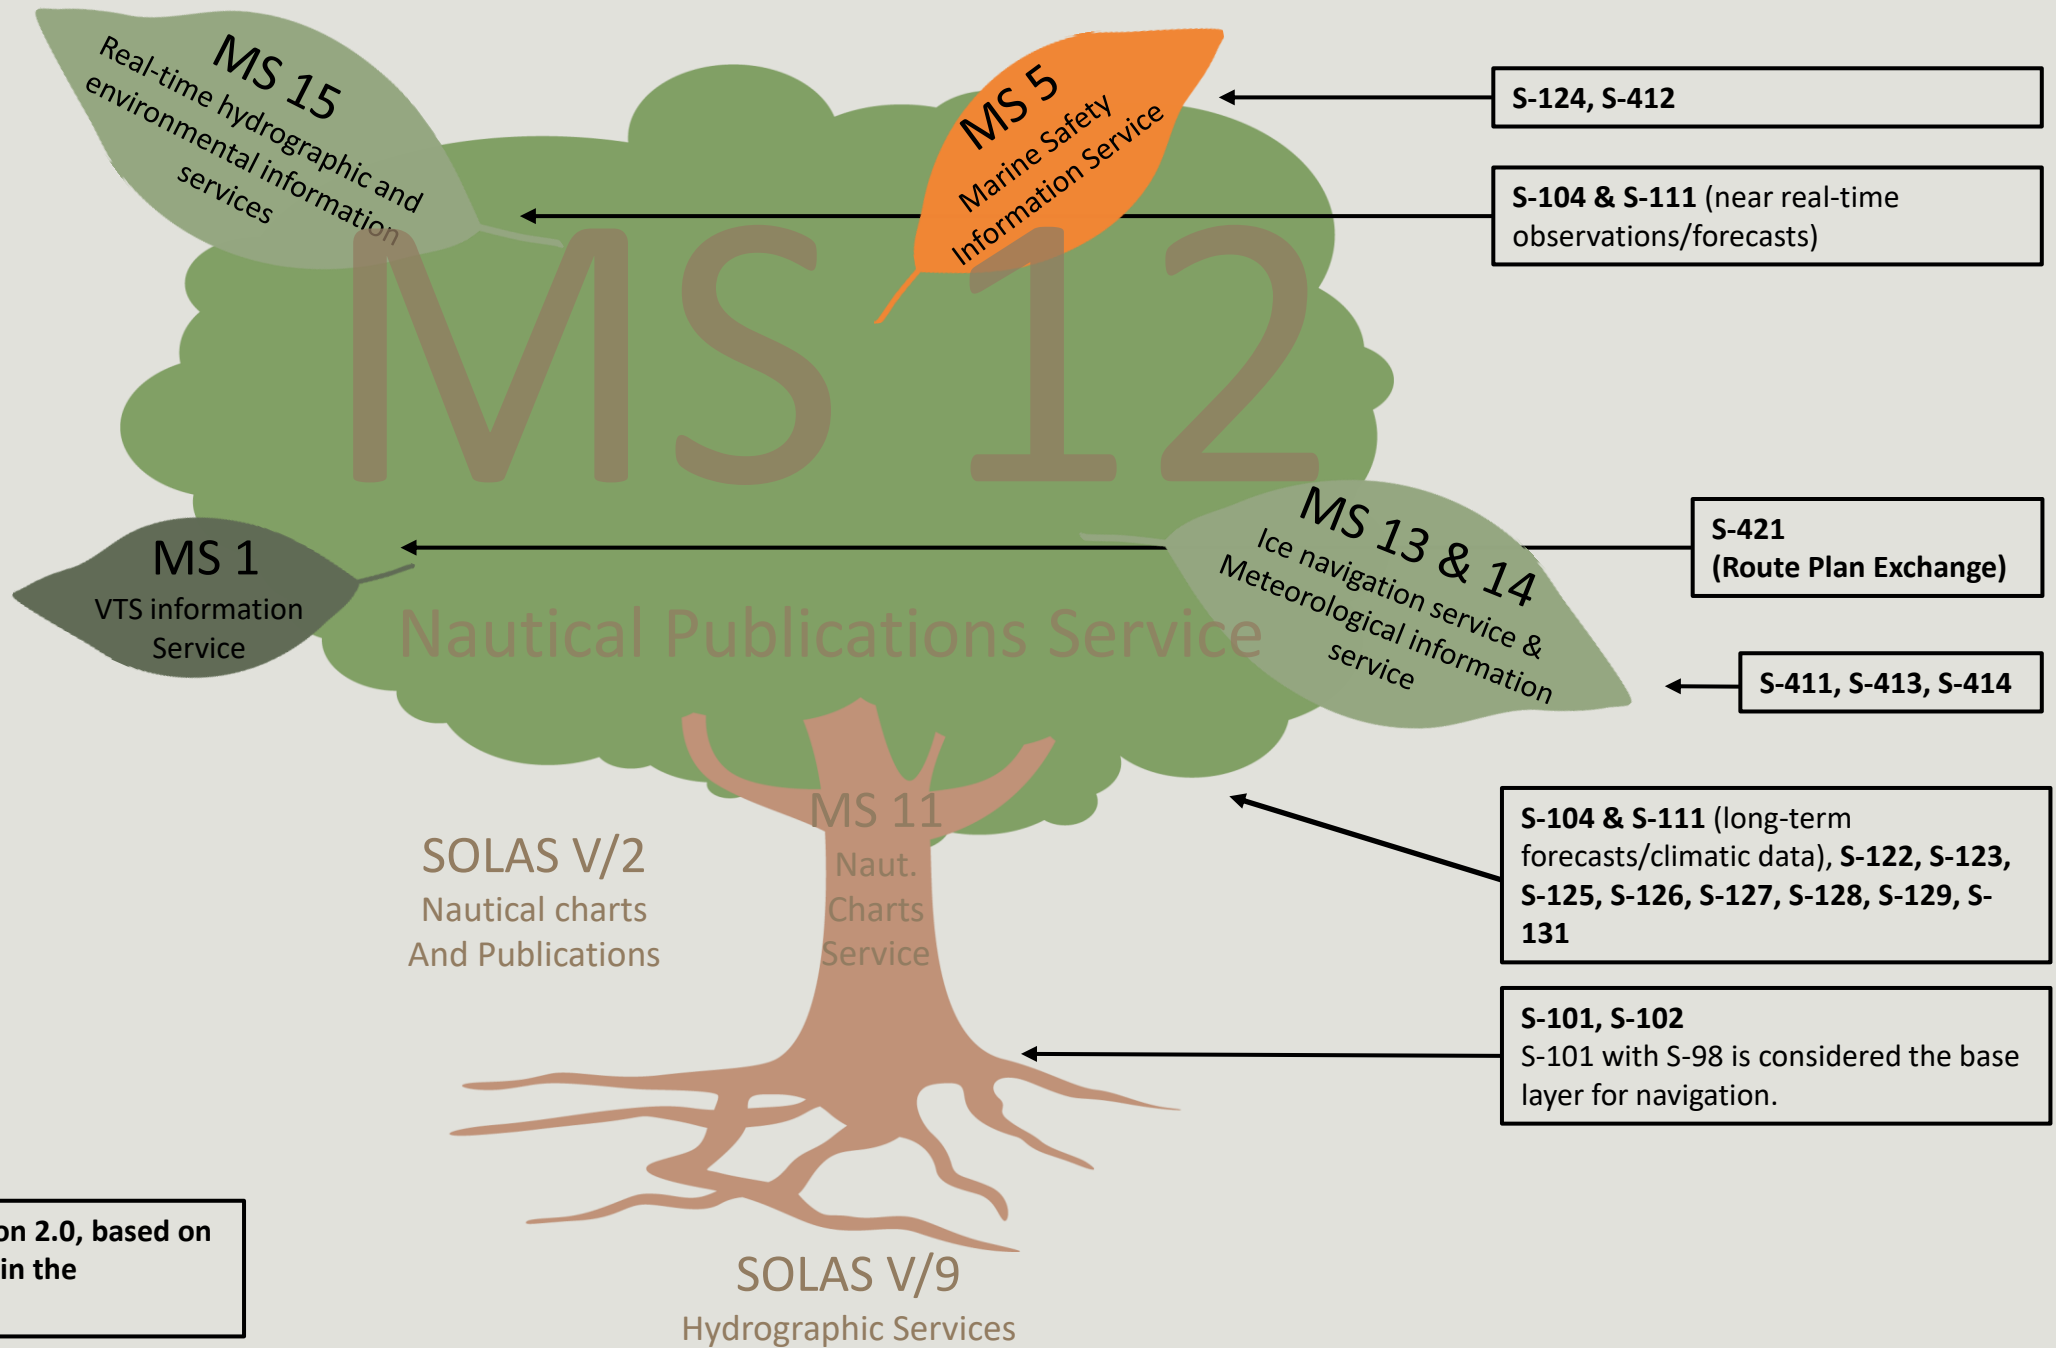 MS 15
Real-time hydrographic and
environmental information
services
MS 5
Marine Safety
Information Service
S-124, S-412
S-104 & S-111 (near real-time
observations/forecasts)
MS 12
Nautical Publications Service
MS 1
VTS information
Service
MS 13 & 14
Ice navigation service &
Meteorological information
service
S-421
(Route Plan Exchange)
S-411, S-413, S-414
MS 11
Naut.
Charts
Service
SOLAS V/2
Nautical charts
And Publications
S-104 & S-111 (long-term
forecasts/climatic data), S-122, S-123,
S-125, S-126, S-127, S-128, S-129, S-
131
S-101, S-102
S-101 with S-98 is considered the base
layer for navigation.
on 2.0, based on
in the
SOLAS V/9
Hydrographic Services